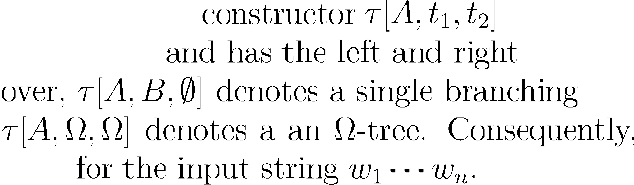 constructor τ[A, t₁, t₂]
and has the left and right
over, τ[A, B, ∅] denotes a single branching
τ[A, Ω, Ω] denotes a an Ω-tree. Consequently,
for the input string w₁ ⋯ wₙ.